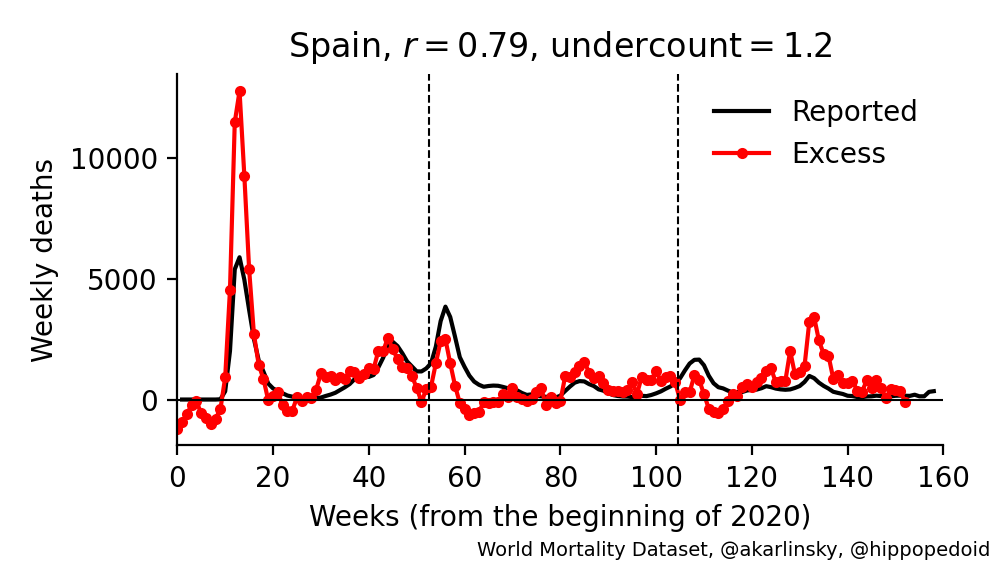 Spain, r = 0.79, undercount = 1.2
Weekly deaths
10000
5000
0
Reported
Excess
0 20 40 60 80 100 120 140 160
Weeks (from the beginning of 2020)
World Mortality Dataset, @akarlinsky, @hippopedoid